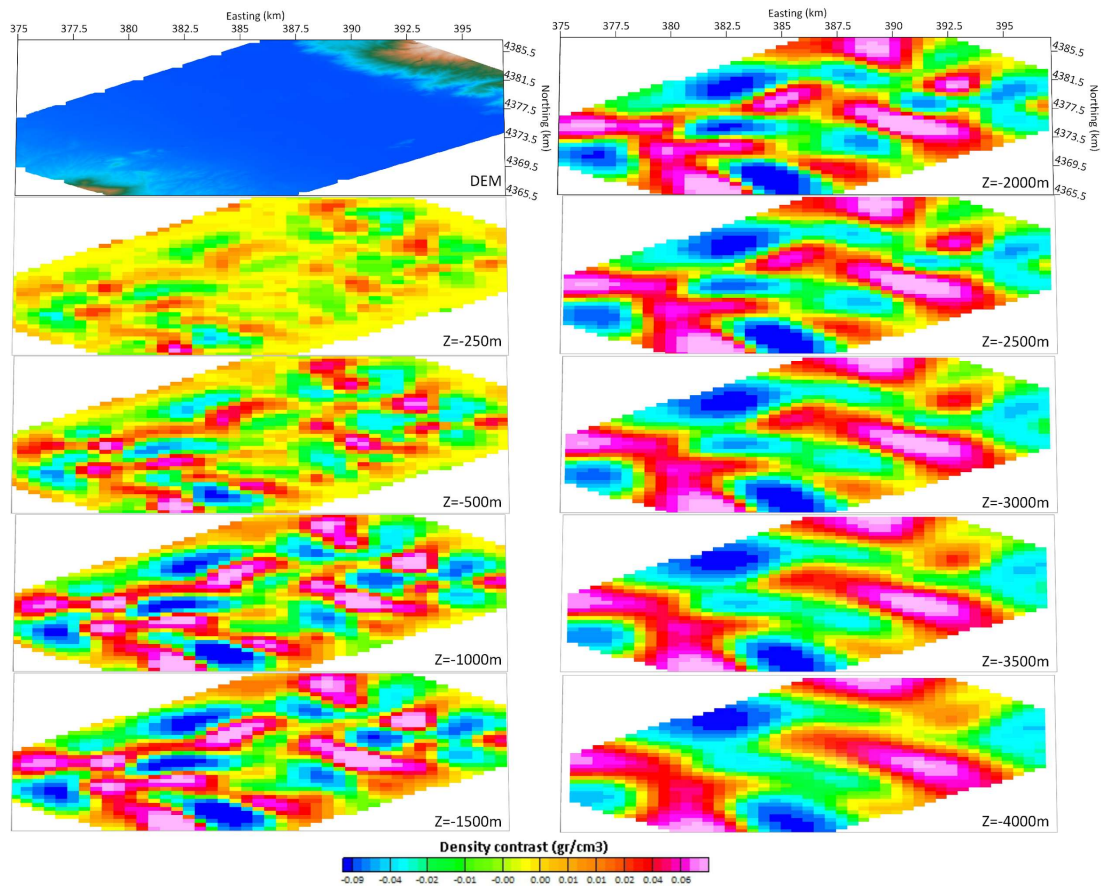 Easting (km)
375 377.5 380 382.5 385 387.5 390 392.5 395
4385.5
4381.5
4377.5
4373.5
4369.5
4365.5
Northing (km)
DEM
Z=-250m
Z=-500m
Z=-1000m
Z=-1500m
Easting (km)
375 377.5 380 382.5 385 387.5 390 392.5 395
4385.5
4381.5
4377.5
4373.5
4369.5
4365.5
Northing (km)
Z=-2000m
Z=-2500m
Z=-3000m
Z=-3500m
Z=-4000m
Density contrast (gr/cm3)
-0.09 -0.04 -0.02 -0.01 -0.00 0.00 0.01 0.01 0.02 0.04 0.06